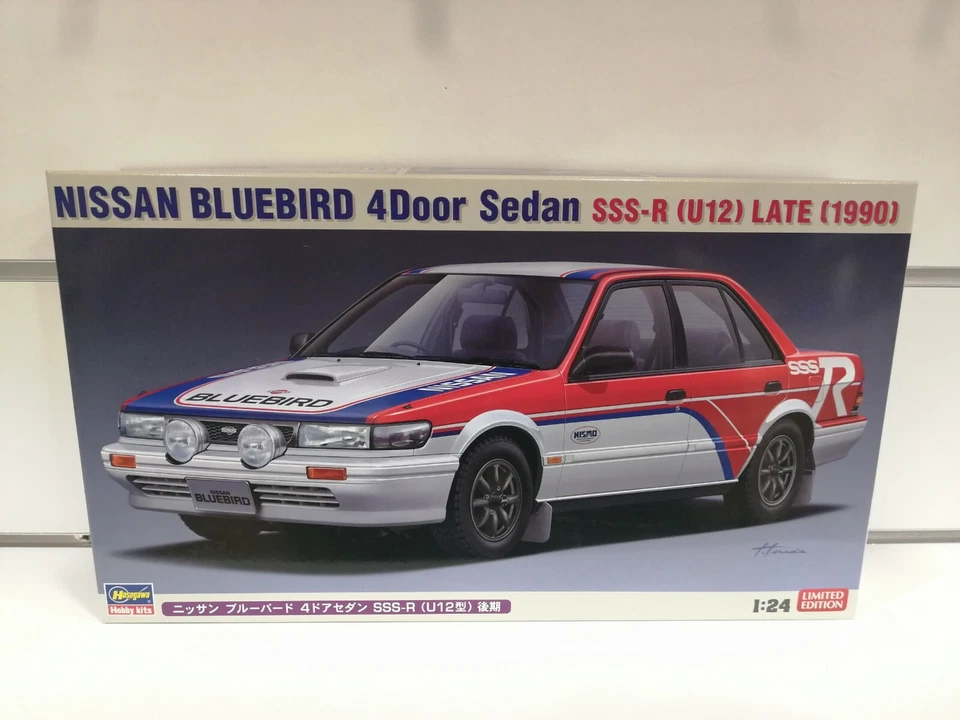 NISSAN BLUEBIRD 4Door Sedan SSS-R (U12) LATE (1990)
BLUEBIRD
NISSAN
SSS
R
NISMO
NISSAN
BLUEBIRD
Hasegawa
Hobby kits
ニッサン ブルーバード 4ドアセダン SSS-R (U12型) 後期
1:24
LIMITED
EDITION